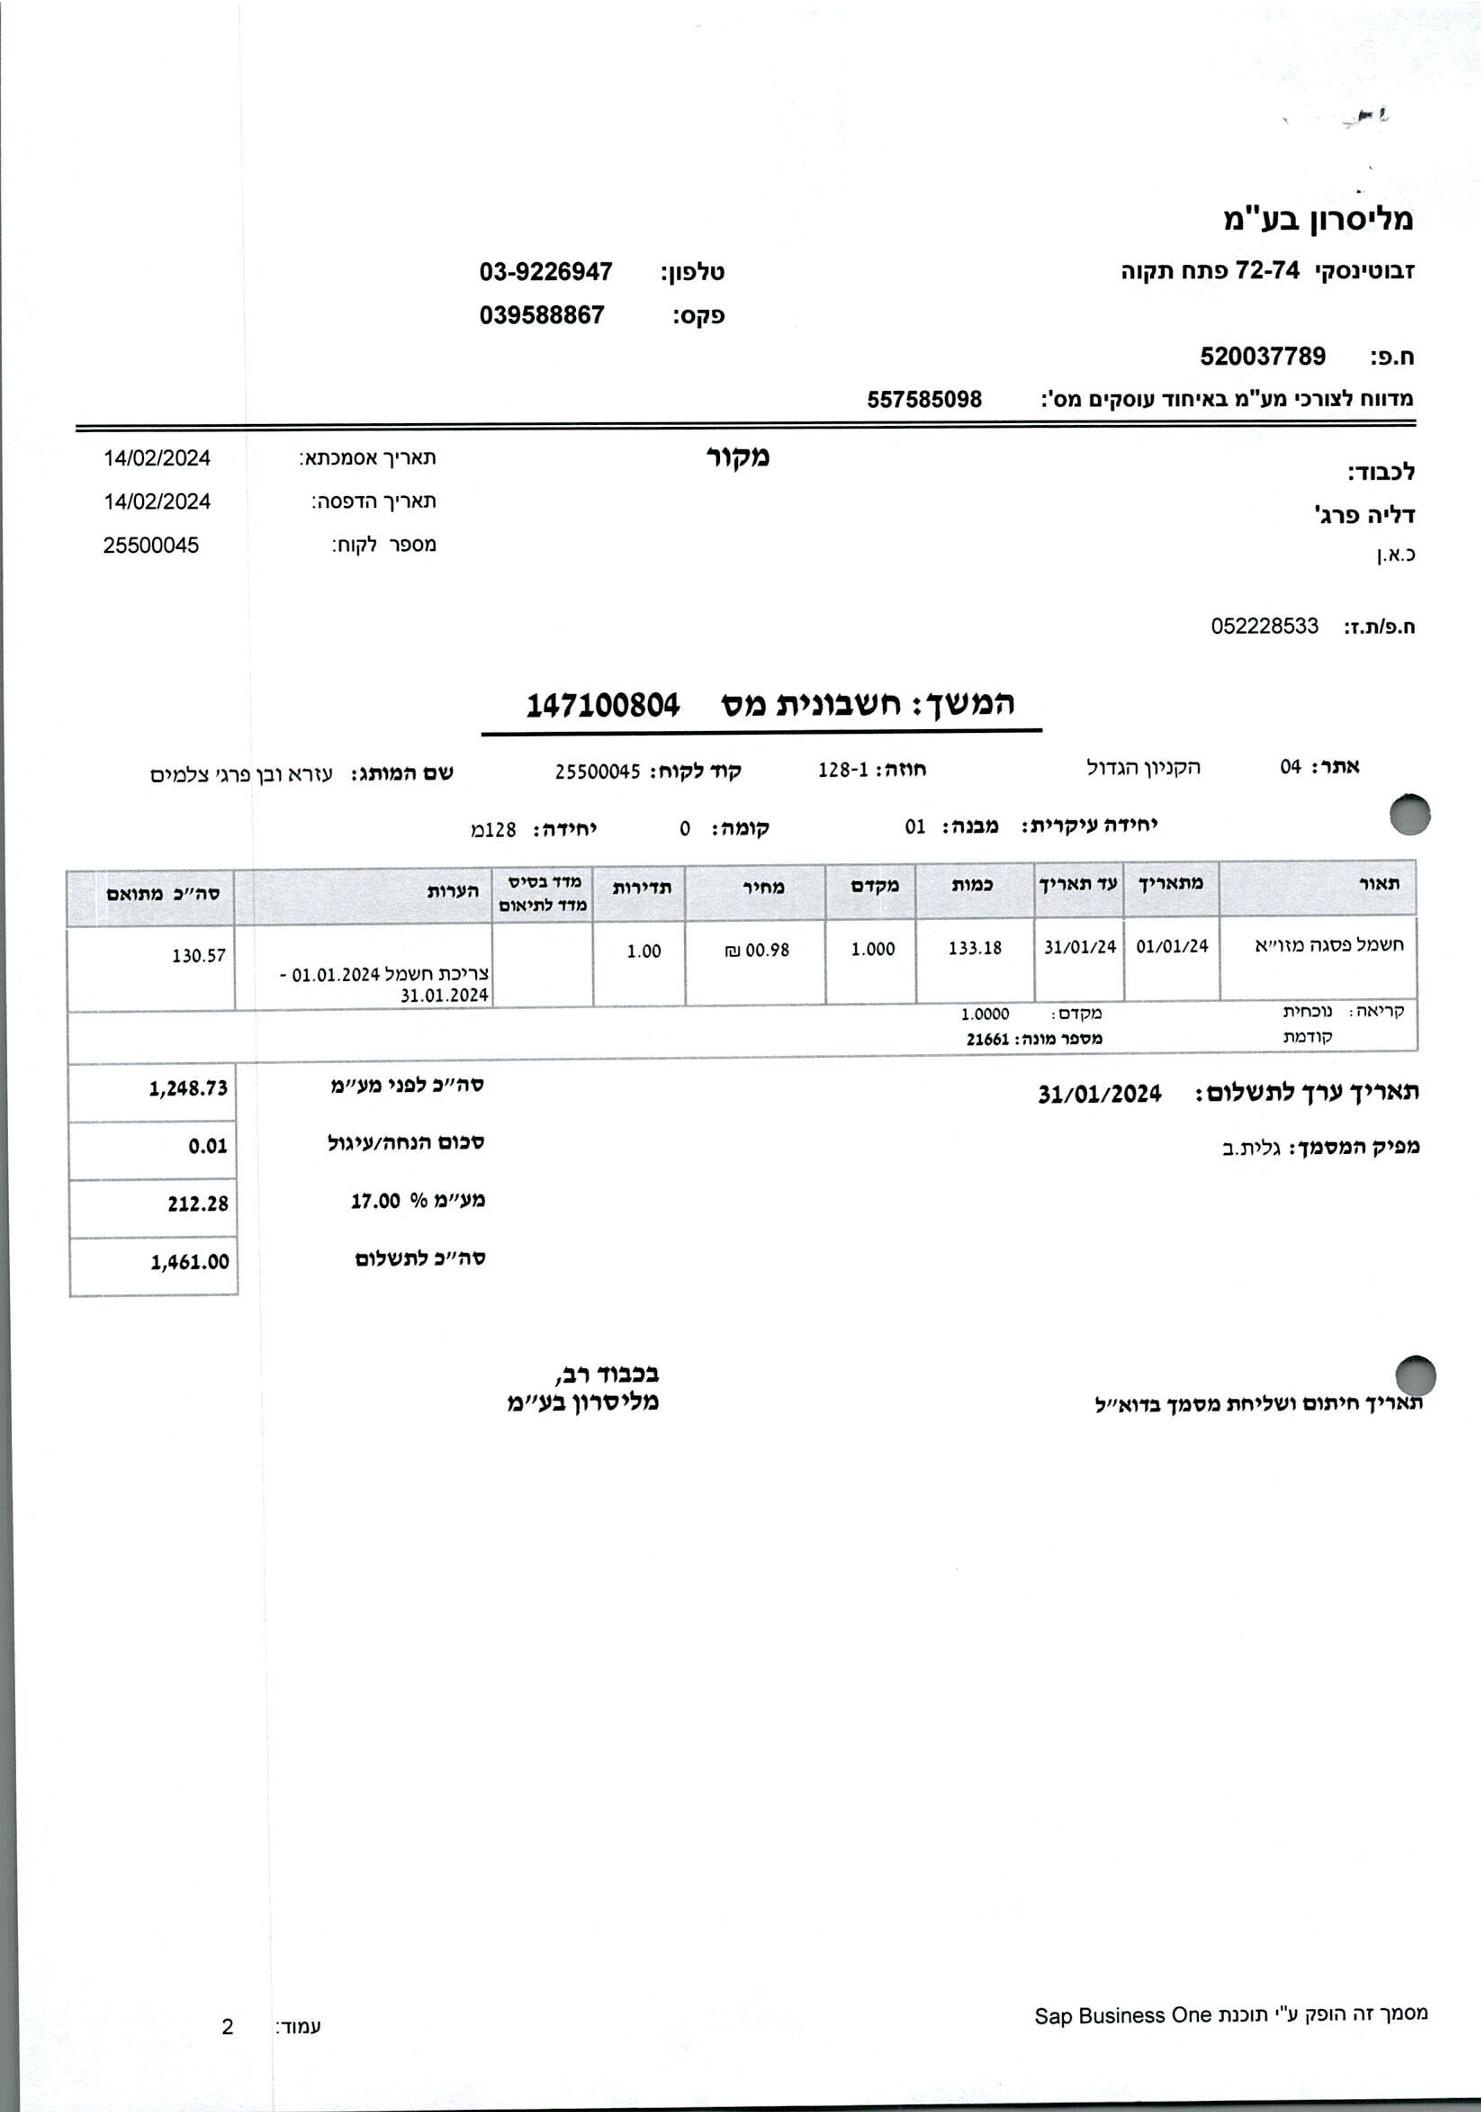 מליסרון בע"מ
זבוטינסקי 72-74 פתח תקוה טלפון: 03-9226947
פקס: 039588867
ח.פ: 520037789
מדווח לצורכי מע"מ באיחוד עוסקים מס': 557585098
לכבוד: מקור תאריך אסמכתא: 14/02/2024
דליה פרג' תאריך הדפסה: 14/02/2024
כ.א.ן מספר לקוח: 25500045
ח.פ/ת.ז: 052228533
המשך: חשבונית מס 147100804
אתר: 04 הקניון הגדול חוזה: 128-1 קוד לקוח: 25500045 שם המותג: עזרא ובן פרג' צלמים
יחידה עיקרית: מבנה: 01 קומה: 0 יחידה: 128מ
תאור מתאריך עד תאריך כמות מקדם מחיר תדירות מדד בסיס הערות סה"כ מתואם
מדד לתיאום
חשמל פסגה מזו"א 01/01/24 31/01/24 133.18 1.000 00.98 ₪ 1.00 130.57
צריכת חשמל 01.01.2024 -
31.01.2024
קריאה: נוכחית מקדם: 1.0000
קודמת מספר מונה: 21661
תאריך ערך לתשלום: 31/01/2024 סה"כ לפני מע"מ 1,248.73
מפיק המסמך: גלית.ב סכום הנחה/עיגול 0.01
מע"מ % 17.00 212.28
סה"כ לתשלום 1,461.00
בכבוד רב,
תאריך חיתום ושליחת מסמך בדוא"ל מליסרון בע"מ
מסמך זה הופק ע"י תוכנת Sap Business One עמוד: 2